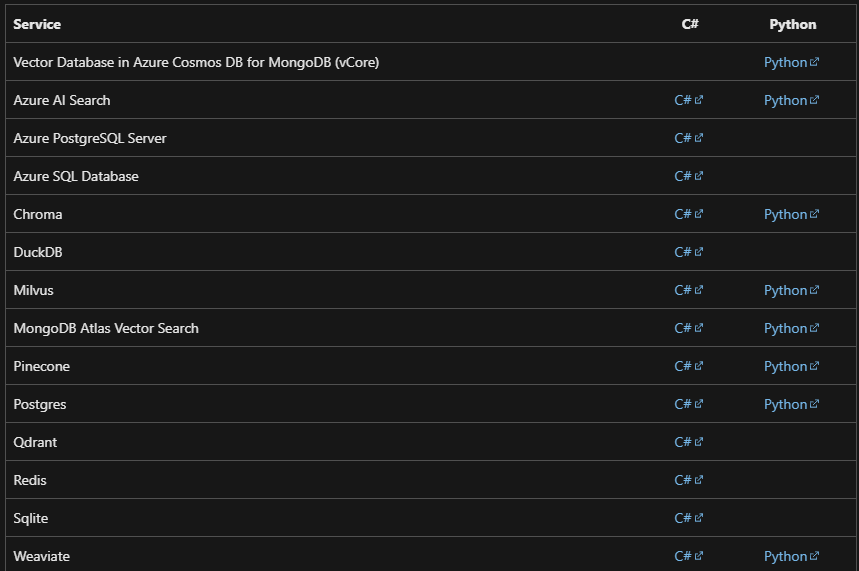 Service C# Python
Vector Database in Azure Cosmos DB for MongoDB (vCore) Python
Azure AI Search C# Python
Azure PostgreSQL Server C#
Azure SQL Database C#
Chroma C# Python
DuckDB C#
Milvus C# Python
MongoDB Atlas Vector Search C# Python
Pinecone C# Python
Postgres C# Python
Qdrant C#
Redis C#
Sqlite C#
Weaviate C# Python